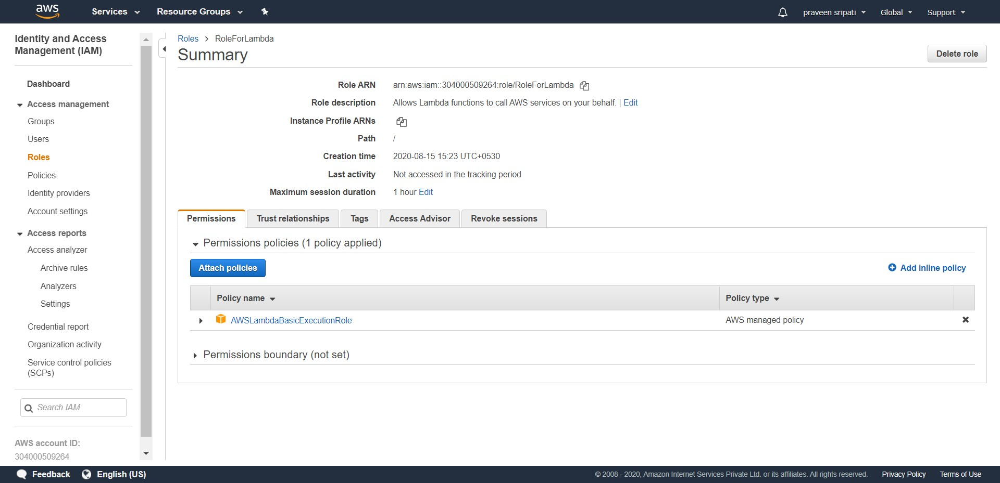 aws Services Resource Groups praveen sripati Global Support
Identity and Access
Management (IAM)
Dashboard
Access management
Groups
Users
Roles
Policies
Identity providers
Account settings
Access reports
Access analyzer
Archive rules
Analyzers
Settings
Credential report
Organization activity
Service control policies
(SCPs)
Search IAM
AWS account ID:
304000509264
Roles > RoleForLambda
Summary
Delete role
Role ARN arn:aws:iam::304000509264:role/RoleForLambda
Role description Allows Lambda functions to call AWS services on your behalf. | Edit
Instance Profile ARNs
Path /
Creation time 2020-08-15 15:23 UTC+0530
Last activity Not accessed in the tracking period
Maximum session duration 1 hour Edit
Permissions Trust relationships Tags Access Advisor Revoke sessions
Permissions policies (1 policy applied)
Attach policies Add inline policy
Policy name Policy type
AWSLambdaBasicExecutionRole AWS managed policy
Permissions boundary (not set)
Feedback English (US) © 2008 - 2020, Amazon Internet Services Private Ltd. or its affiliates. All rights reserved. Privacy Policy Terms of Use